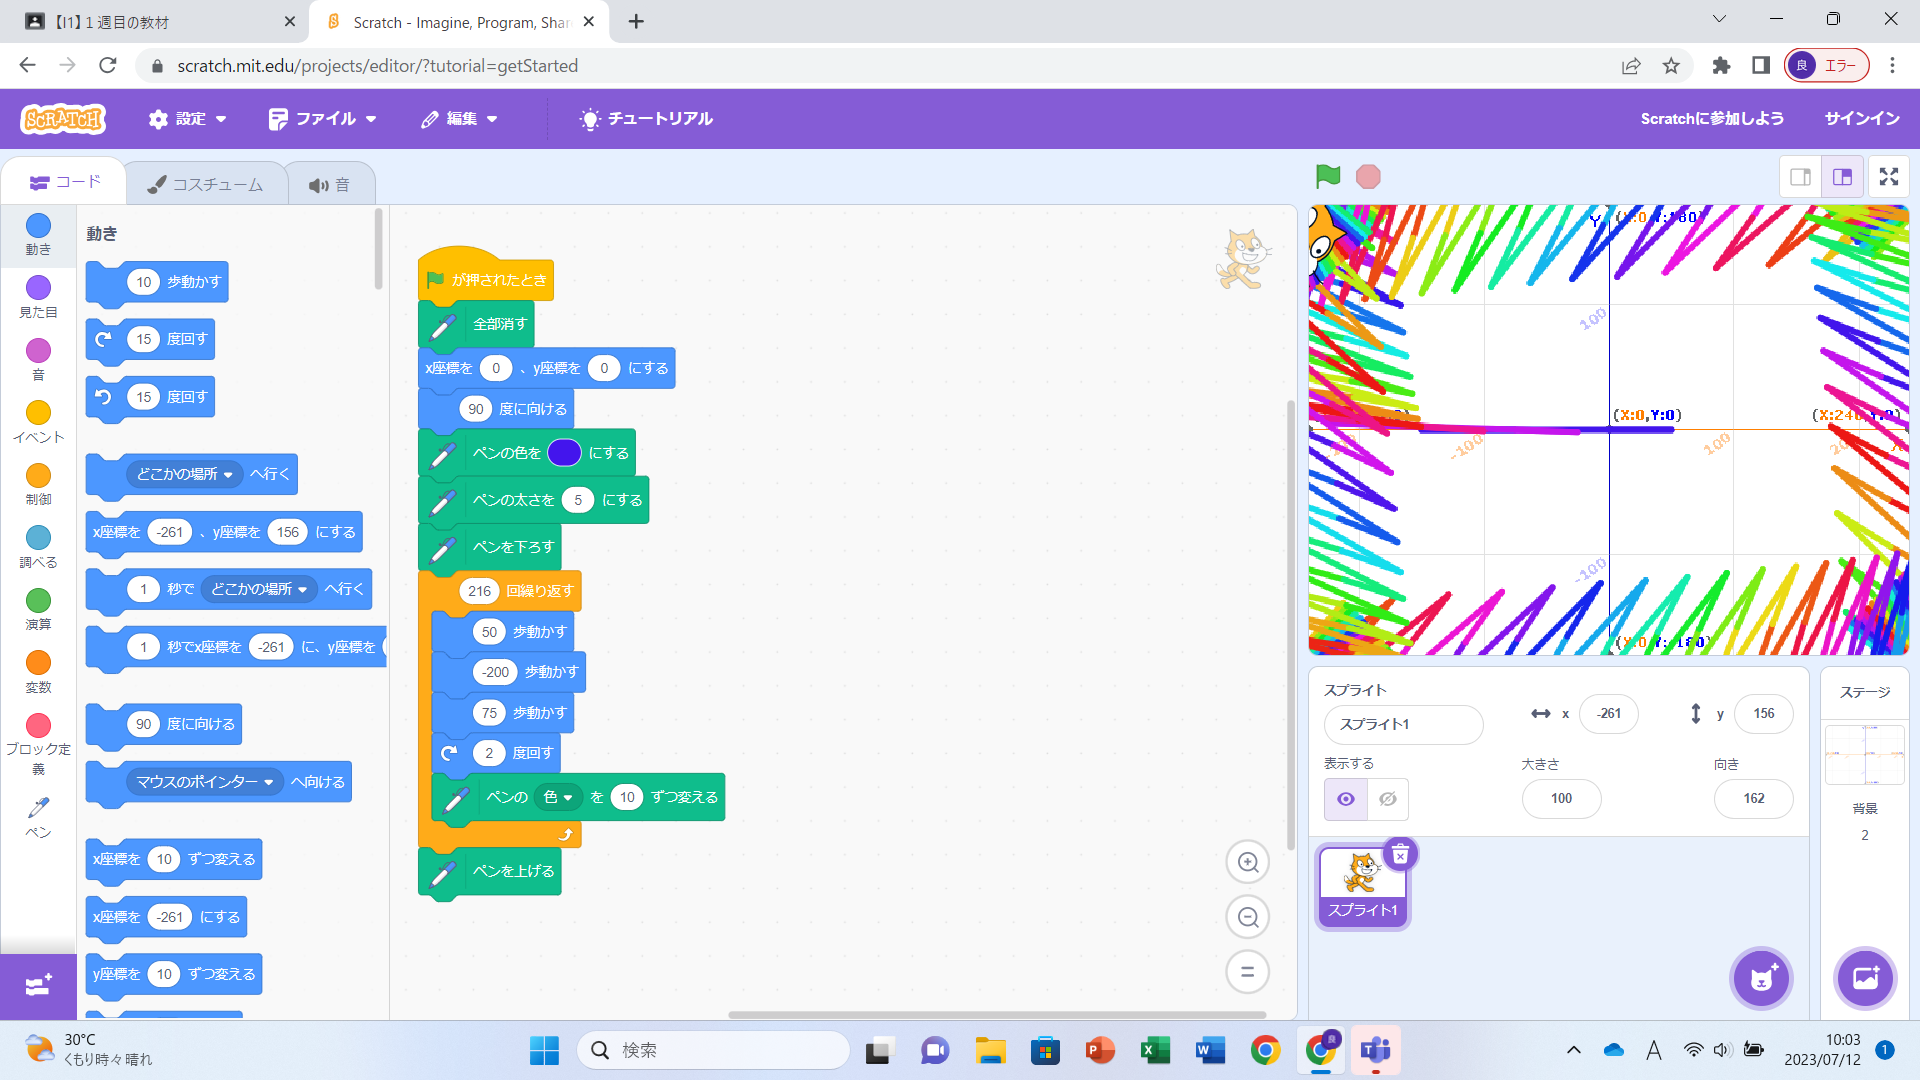 【I1】１週目の教材
Scratch - Imagine, Program, Shar
scratch.mit.edu/projects/editor/?tutorial=getStarted
良 エラー
SCRATCH
設定
ファイル
編集
チュートリアル
Scratchに参加しよう
サインイン
コード
コスチューム
音
動き
見た目
音
イベント
制御
調べる
演算
変数
ブロック定義
ペン
動き
10 歩動かす
15 度回す
15 度回す
どこかの場所 へ行く
x座標を -261 、y座標を 156 にする
1 秒で どこかの場所 へ行く
1 秒でx座標を -261 に、y座標を
90 度に向ける
マウスのポインター へ向ける
x座標を 10 ずつ変える
x座標を -261 にする
y座標を 10 ずつ変える
が押されたとき
全部消す
x座標を 0 、y座標を 0 にする
90 度に向ける
ペンの色を にする
ペンの太さを 5 にする
ペンを下ろす
216 回繰り返す
50 歩動かす
-200 歩動かす
75 歩動かす
2 度回す
ペンの 色 を 10 ずつ変える
ペンを上げる
Y
(X:0,Y:180)
100
(X:0,Y:0)
(X:240,Y:0)
-100
100
-100
(X:0,Y:-180)
スプライト
スプライト1
x -261
y 156
表示する
大きさ
100
向き
162
スプライト1
ステージ
背景
2
30°C
くもり時々晴れ
検索
A
10:03
2023/07/12
1